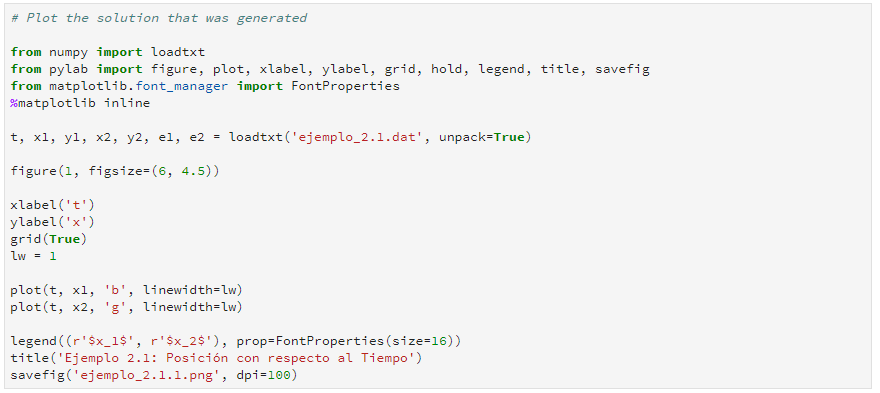 # Plot the solution that was generated
from numpy import loadtxt
from pylab import figure, plot, xlabel, ylabel, grid, hold, legend, title, savefig
from matplotlib.font_manager import FontProperties
%matplotlib inline
t, x1, y1, x2, y2, e1, e2 = loadtxt('ejemplo_2.1.dat', unpack=True)
figure(1, figsize=(6, 4.5))
xlabel('t')
ylabel('x')
grid(True)
lw = 1
plot(t, x1, 'b', linewidth=lw)
plot(t, x2, 'g', linewidth=lw)
legend((r'$x_1$', r'$x_2$'), prop=FontProperties(size=16))
title('Ejemplo 2.1: Posición con respecto al Tiempo')
savefig('ejemplo_2.1.1.png', dpi=100)